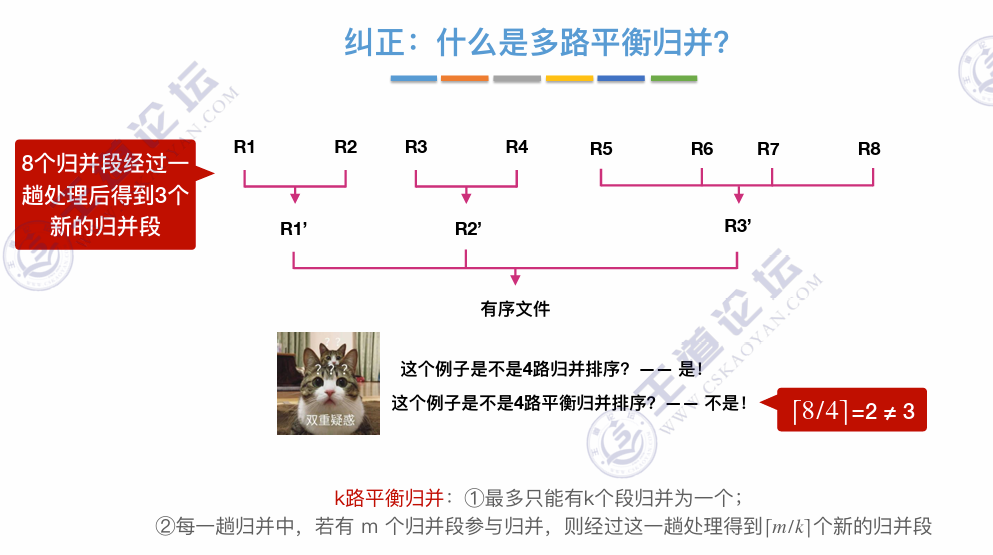 纠正：什么是多路平衡归并？
R1 R2 R3 R4 R5 R6 R7 R8
8个归并段经过一
趟处理后得到3个
新的归并段
R1’ R2’ R3’
有序文件
？？？
双重疑惑
这个例子是不是4路归并排序？—— 是！
这个例子是不是4路平衡归并排序？—— 不是！
⌈8/4⌉=2 ≠ 3
k路平衡归并：①最多只能有k个段归并为一个；
②每一趟归并中，若有 m 个归并段参与归并，则经过这一趟处理得到⌈m/k⌉个新的归并段
王道论坛
WWW.CSKAOYAN.COM
王道论坛
WWW.CSKAOYAN.COM